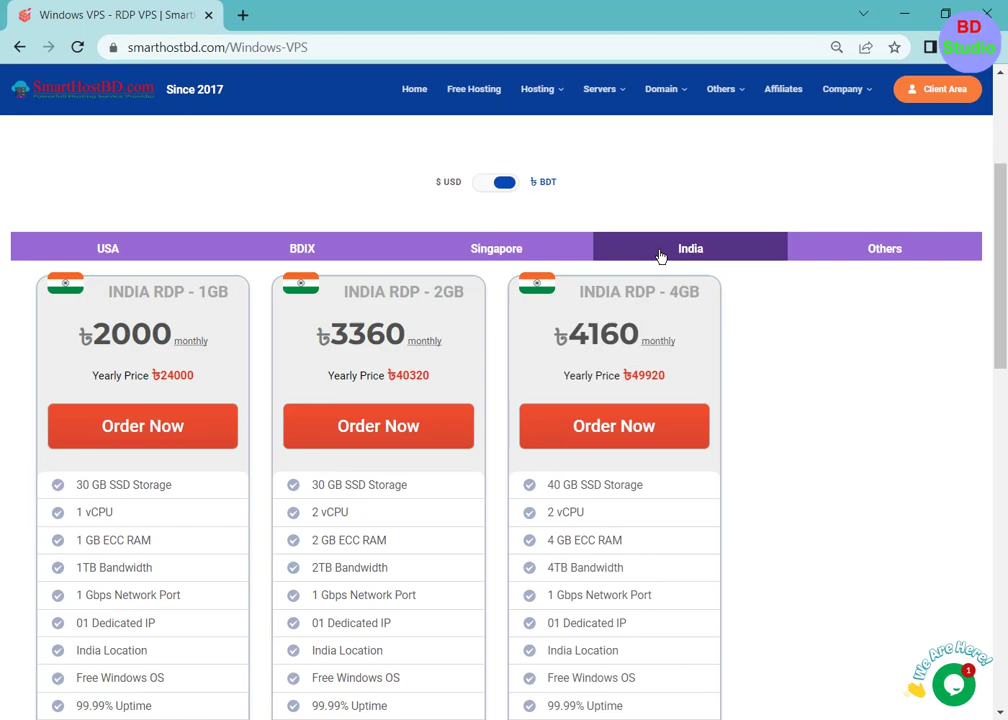 Windows VPS - RDP VPS | Smart
smarthostbd.com/Windows-VPS
BD
Studio
SmartHostBD.com
Powerfull Hosting Service Provider
Since 2017
Home
Free Hosting
Hosting
Servers
Domain
Others
Affiliates
Company
Client Area
$ USD
৳ BDT
USA
BDIX
Singapore
India
Others
INDIA RDP - 1GB
৳2000 monthly
Yearly Price ৳24000
Order Now
30 GB SSD Storage
1 vCPU
1 GB ECC RAM
1TB Bandwidth
1 Gbps Network Port
01 Dedicated IP
India Location
Free Windows OS
99.99% Uptime
INDIA RDP - 2GB
৳3360 monthly
Yearly Price ৳40320
Order Now
30 GB SSD Storage
2 vCPU
2 GB ECC RAM
2TB Bandwidth
1 Gbps Network Port
01 Dedicated IP
India Location
Free Windows OS
99.99% Uptime
INDIA RDP - 4GB
৳4160 monthly
Yearly Price ৳49920
Order Now
40 GB SSD Storage
2 vCPU
4 GB ECC RAM
4TB Bandwidth
1 Gbps Network Port
01 Dedicated IP
India Location
Free Windows OS
99.99% Uptime
We Are Here!
1